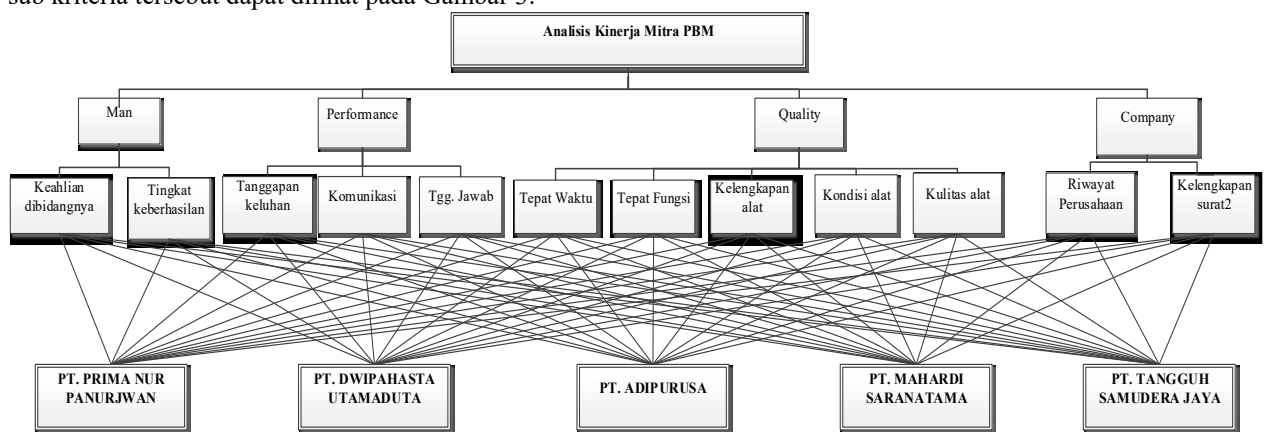 sub kriteria tersebut dapat dilihat pada Gambar 3.
Analisis Kinerja Mitra PBM
Man
Performance
Quality
Company
Keahlian
dibidangnya
Tingkat
keberhasilan
Tanggapan
keluhan
Komunikasi
Tgg. Jawab
Tepat Waktu
Tepat Fungsi
Kelengkapan
alat
Kondisi alat
Kulitas alat
Riwayat
Perusahaan
Kelengkapan
surat2
PT. PRIMA NUR
PANURJWAN
PT. DWIPAHASTA
UTAMADUTA
PT. ADIPURUSA
PT. MAHARDI
SARANATAMA
PT. TANGGUH
SAMUDERA JAYA